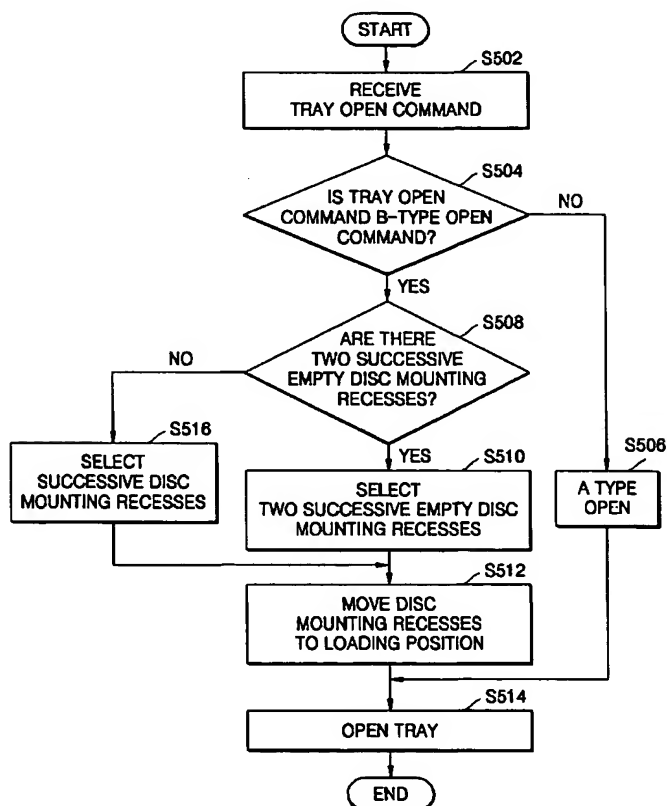 START
S502
RECEIVE
TRAY OPEN COMMAND
S504
IS TRAY OPEN
COMMAND B-TYPE OPEN
COMMAND?
NO
YES
S508
ARE THERE
TWO SUCCESSIVE
EMPTY DISC MOUNTING
RECESSES?
NO
YES
S516
SELECT
SUCCESSIVE DISC
MOUNTING RECESSES
S510
SELECT
TWO SUCCESSIVE EMPTY DISC
MOUNTING RECESSES
S506
A TYPE
OPEN
S512
MOVE DISC
MOUNTING RECESSES
TO LOADING POSITION
S514
OPEN TRAY
END